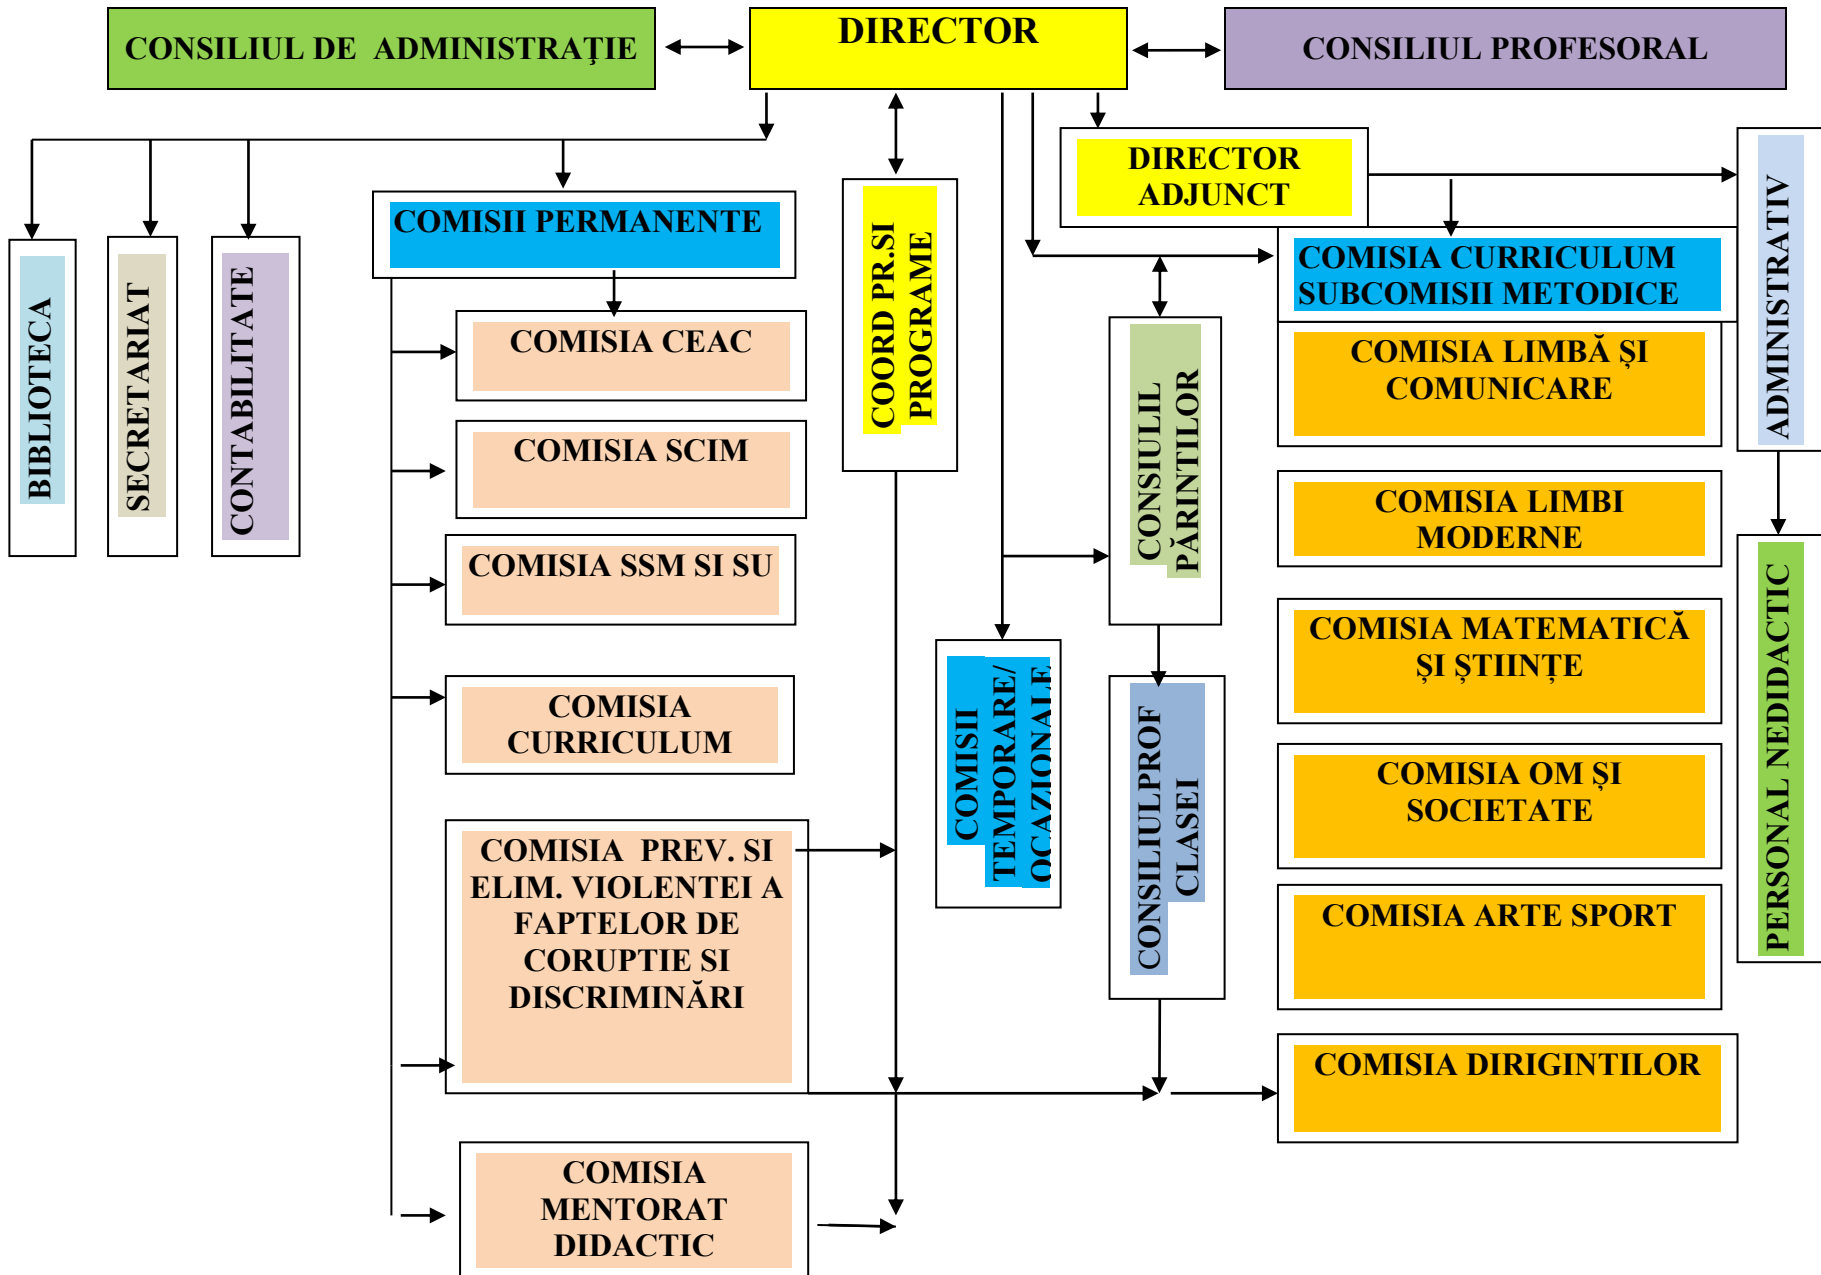 CONSILIUL DE ADMINISTRAŢIE
DIRECTOR
CONSILIUL PROFESORAL
DIRECTOR
ADJUNCT
ADMINISTRATIV
COMISII PERMANENTE
COORD PR.SI
PROGRAME
BIBLIOTECA
SECRETARIAT
CONTABILITATE
COMISIA CURRICULUM
SUBCOMISII METODICE
COMISIA CEAC
COMISIA LIMBĂ ȘI
COMUNICARE
CONSIULIL
PĂRINTILOR
COMISIA SCIM
COMISIA LIMBI
MODERNE
COMISIA SSM SI SU
PERSONAL NEDIDACTIC
COMISIA MATEMATICĂ
ȘI ȘTIINȚE
COMISII
TEMPORARE/
OCAZIONALE
COMISIA
CURRICULUM
CONSILIULPROF
CLASEI
COMISIA OM ȘI
SOCIETATE
COMISIA PREV. SI
ELIM. VIOLENTEI A
FAPTELOR DE
CORUPTIE SI
DISCRIMINĂRI
COMISIA ARTE SPORT
COMISIA DIRIGINTILOR
COMISIA
MENTORAT
DIDACTIC